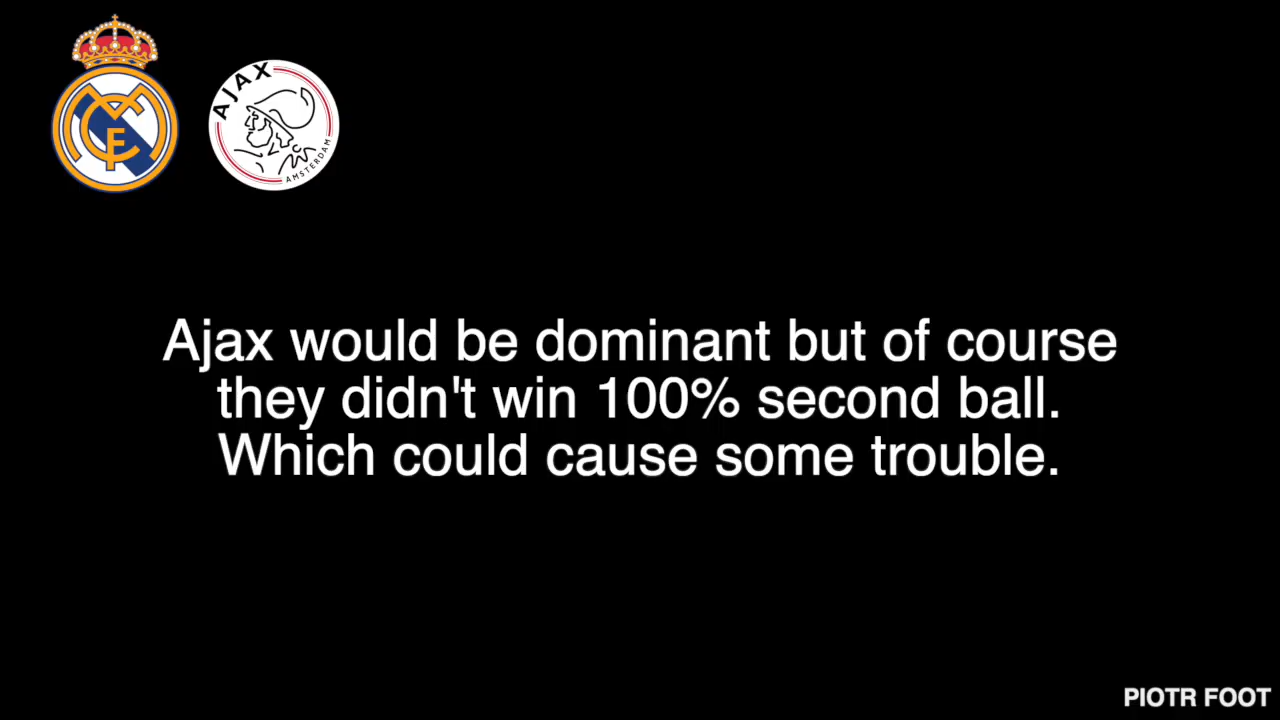 AJAX
AMSTERDAM
Ajax would be dominant but of course
they didn't win 100% second ball.
Which could cause some trouble.
PIOTR FOOT